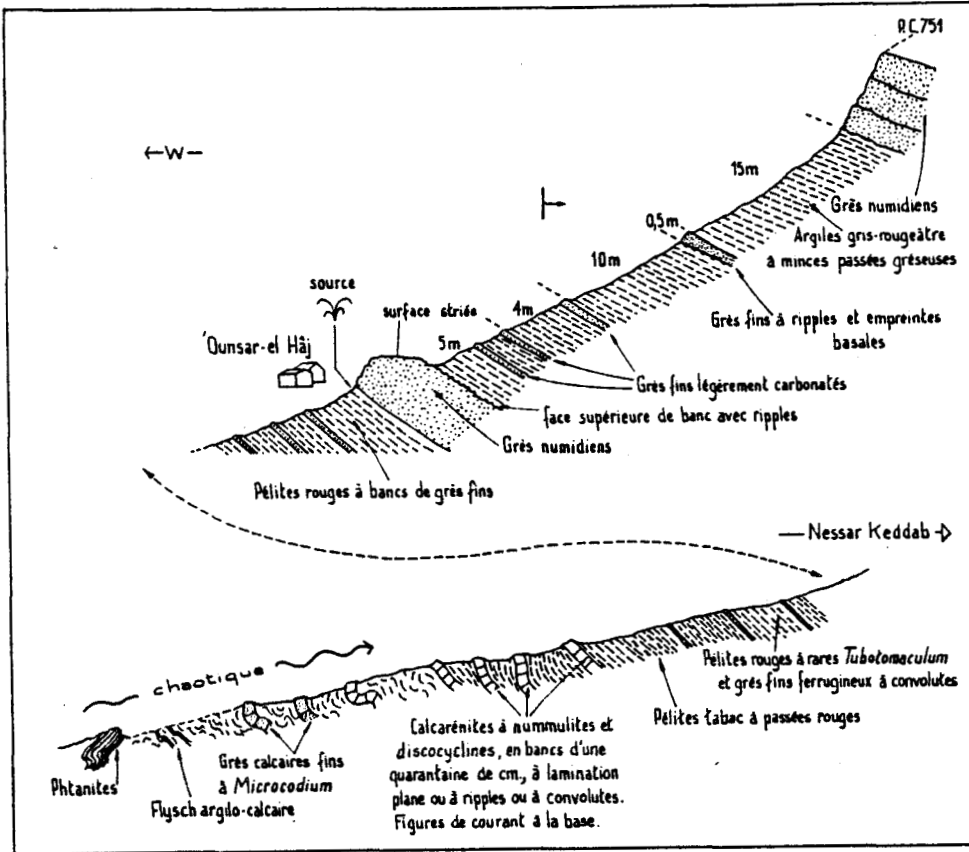 P.C.751
←W—
15m
Grès numidiens
0,5m
Argiles gris-rougeâtre
à minces passées gréseuses
10m
source
surface striée
4m
Grès fins à ripples et empreintes
basales
'Ounsar-el Hâj
5m
Grès fins légèrement carbonatés
face supérieure de banc avec ripples
Grès numidiens
Pélites rouges à bancs de grès fins
— Nessar Keddab →
chaotique
Pélites rouges à rares Tubotomaculum
et grès fins ferrugineux à convolutes
Pélites tabac à passées rouges
Calcarénites à nummulites et
discocyclines, en bancs d'une
quarantaine de cm., à lamination
plane ou à ripples ou à convolutes.
Figures de courant à la base.
Grès calcaires fins
à Microcodium
Phtanites
Flysch argilo-calcaire